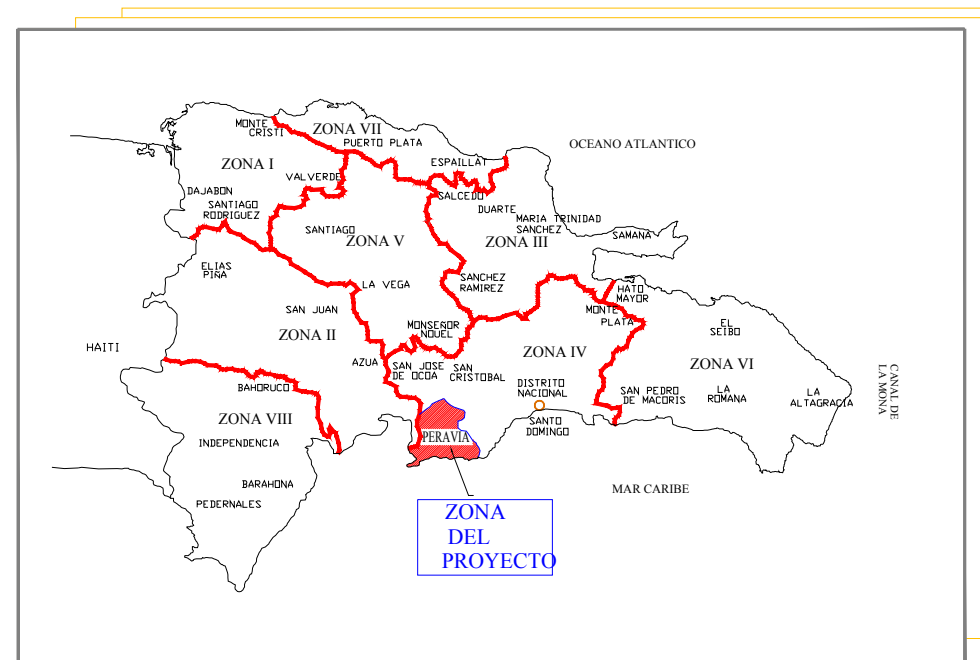 MONTE
CRISTI
ZONA VII
PUERTO PLATA
OCEANO ATLANTICO
ZONA I
ESPAILLAT
VALVERDE
DAJABON
SANTIAGO
RODRIGUEZ
SALCEDO
DUARTE
MARIA TRINIDAD
SANCHEZ
SANTIAGO
ZONA V
ZONA III
SAMANA
ELIAS
PIÑA
LA VEGA
SANCHEZ
RAMIREZ
HATO
MAYOR
SAN JUAN
MONTE
PLATA
ZONA II
MONSEÑOR
NOUEL
EL
SEIBO
HAITI
AZUA
SAN JOSE
DE OCOA
SAN
CRISTOBAL
ZONA IV
ZONA VI
CANAL DE
LA MONA
BAHORUCO
DISTRITO
NACIONAL
SAN PEDRO
DE MACORIS
LA
ROMANA
LA
ALTAGRACIA
ZONA VIII
SANTO
DOMINGO
INDEPENDENCIA
PERAVIA
BARAHONA
MAR CARIBE
PEDERNALES
ZONA
DEL
PROYECTO